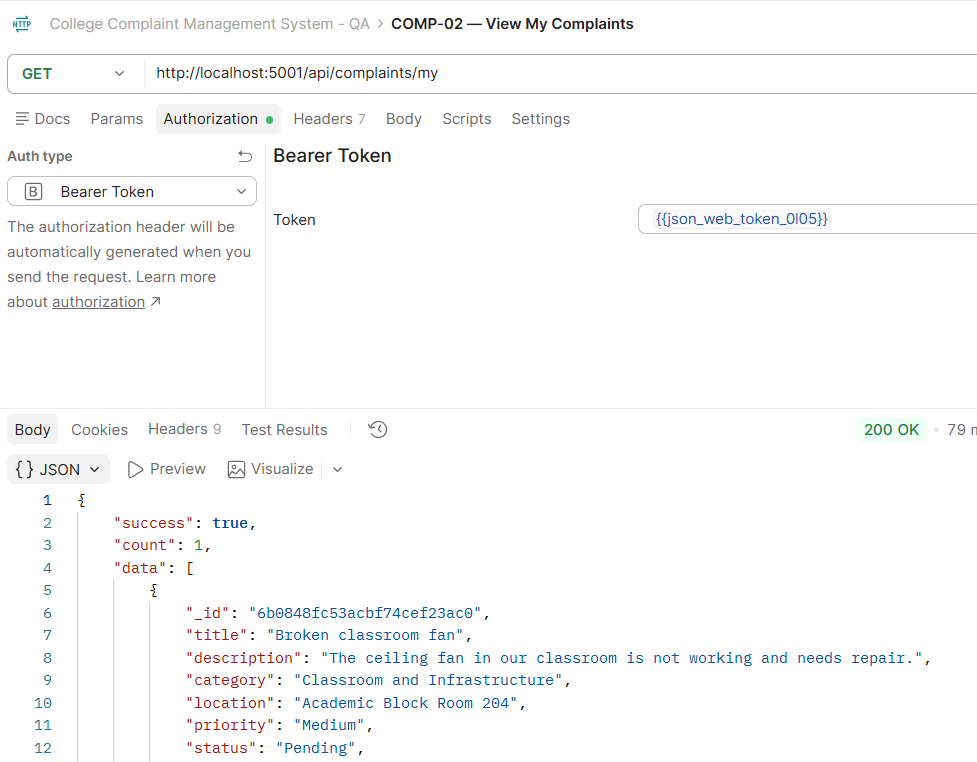 HTTP College Complaint Management System - QA > COMP-02 — View My Complaints
GET http://localhost:5001/api/complaints/my
Docs Params Authorization Headers 7 Body Scripts Settings
Auth type
B Bearer Token
The authorization header will be
automatically generated when you
send the request. Learn more
about authorization ↗
Bearer Token
Token {{json_web_token_0l05}}
Body Cookies Headers 9 Test Results 200 OK • 79 m
{} JSON Preview Visualize
1 {
2 "success": true,
3 "count": 1,
4 "data": [
5 {
6 "_id": "6b0848fc53acbf74cef23ac0",
7 "title": "Broken classroom fan",
8 "description": "The ceiling fan in our classroom is not working and needs repair.",
9 "category": "Classroom and Infrastructure",
10 "location": "Academic Block Room 204",
11 "priority": "Medium",
12 "status": "Pending",